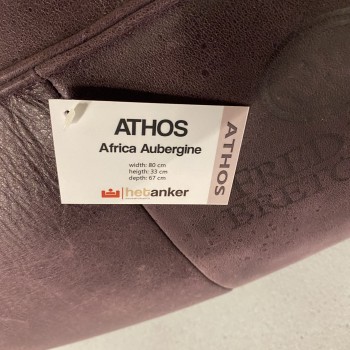 ATHOS
Africa Aubergine
width: 80 cm
heigth: 33 cm
depth: 67 cm
hetanker
ATHOS